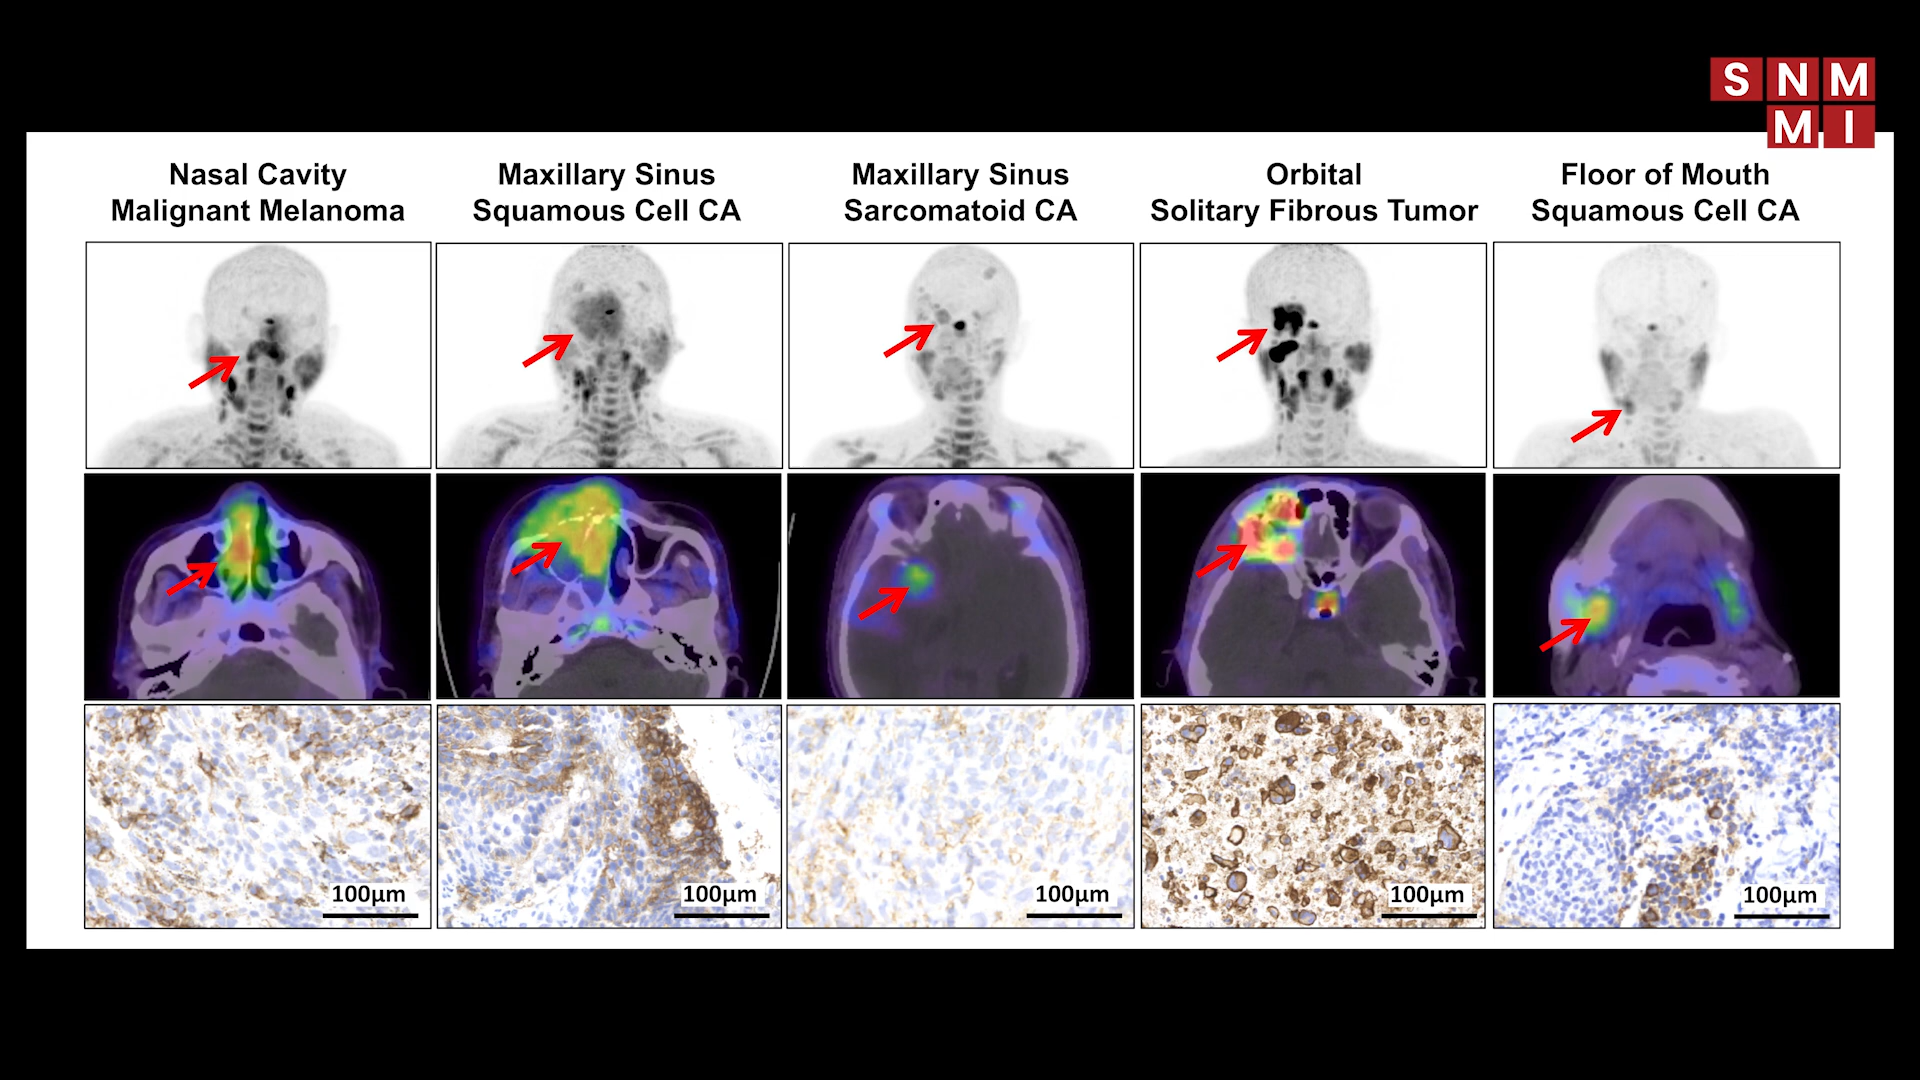 SNM
MI
Nasal Cavity
Malignant Melanoma
Maxillary Sinus
Squamous Cell CA
Maxillary Sinus
Sarcomatoid CA
Orbital
Solitary Fibrous Tumor
Floor of Mouth
Squamous Cell CA
100µm
100µm
100µm
100µm
100µm